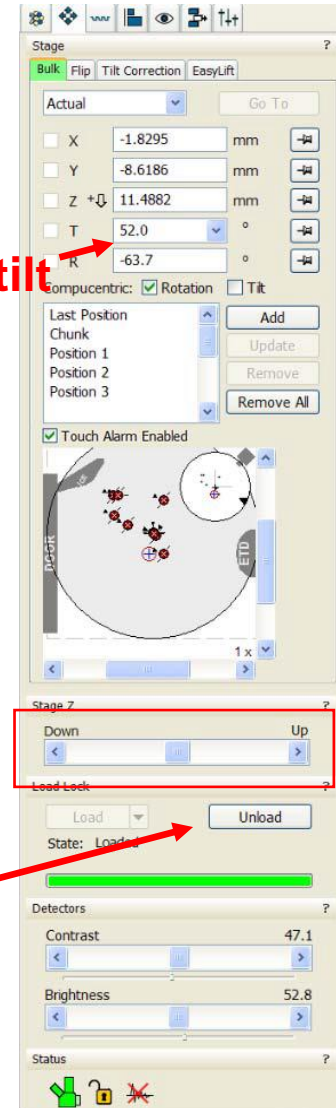 Stage ?
Bulk Flip Tilt Correction EasyLift
Actual Go To
X -1.8295 mm
Y -8.6186 mm
Z 11.4882 mm
T 52.0 °
tilt
R -63.7 °
Compucentric: Rotation Tilt
Last Position
Chunk
Position 1
Position 2
Position 3
Add
Update
Remove
Remove All
Touch Alarm Enabled
DOOR
ETD
1 x
Stage Z ?
Down Up
Load Lock ?
Load Unload
State: Loaded
Detectors ?
Contrast 47.1
Brightness 52.8
Status ?